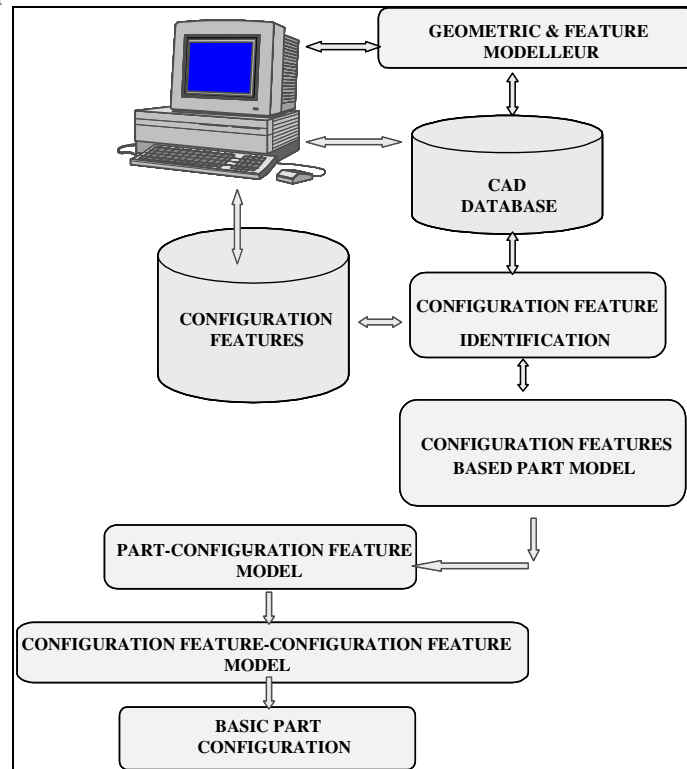 GEOMETRIC & FEATURE
MODELLEUR
CAD
DATABASE
CONFIGURATION
FEATURES
CONFIGURATION FEATURE
IDENTIFICATION
CONFIGURATION FEATURES
BASED PART MODEL
PART-CONFIGURATION FEATURE
MODEL
CONFIGURATION FEATURE-CONFIGURATION FEATURE
MODEL
BASIC PART
CONFIGURATION